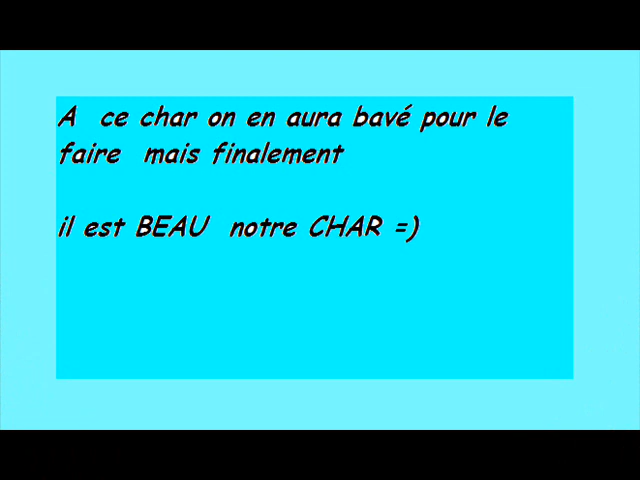 A ce char on en aura bavé pour le
faire mais finalement
il est BEAU notre CHAR =)